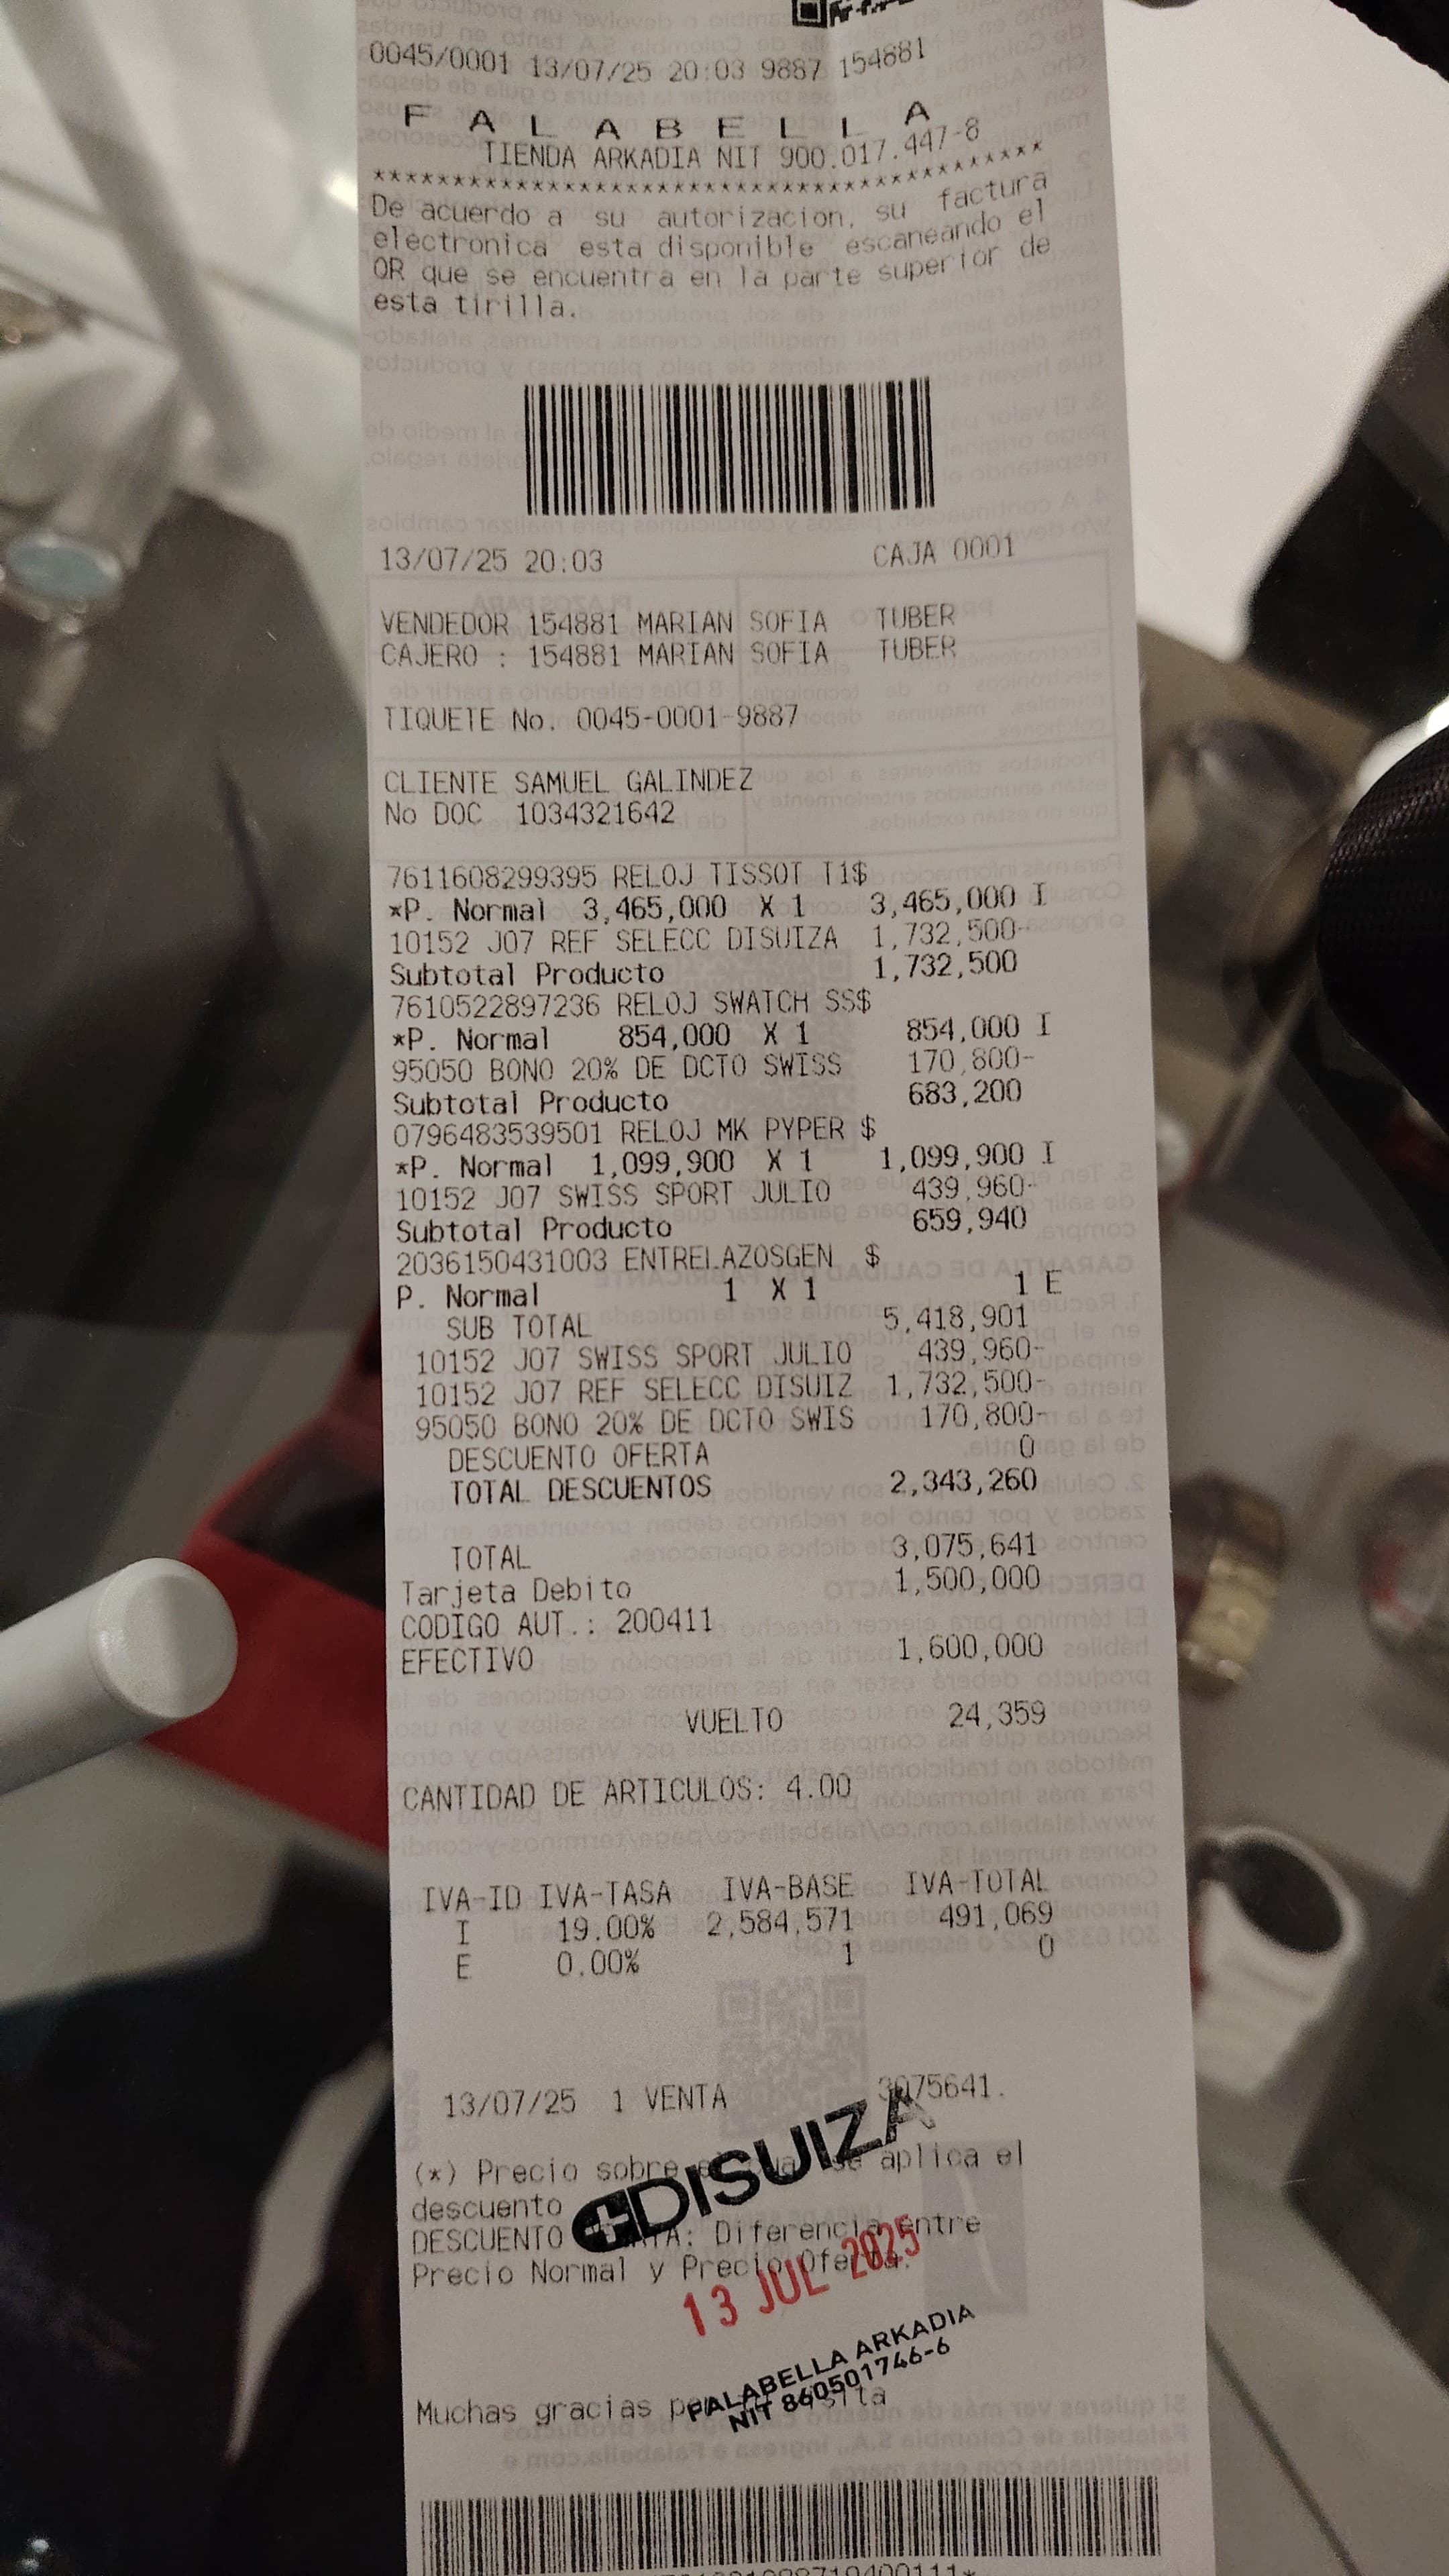 0045/0001 13/07/25 20:03 9887 154881
F A L A B E L L A
TIENDA ARKADIA NIT 900.017.447-8
******************************************
De acuerdo a su autorizacion, su factura
electronica esta disponible escaneando el
QR que se encuentra en la parte superior de
esta tirilla.
13/07/25 20:03 CAJA 0001
VENDEDOR 154881 MARIAN SOFIA TUBER
CAJERO : 154881 MARIAN SOFIA TUBER
TIQUETE No. 0045-0001-9887
CLIENTE SAMUEL GALINDEZ
No DOC 1034321642
7611608299395 RELOJ TISSOT T1$
*P. Normal 3,465,000 X 1 3,465,000 I
10152 J07 REF SELECC DISUIZA 1,732,500-
Subtotal Producto 1,732,500
7610522897236 RELOJ SWATCH SS$
*P. Normal 854,000 X 1 854,000 I
95050 BONO 20% DE DCTO SWISS 170,800-
Subtotal Producto 683,200
0796483539501 RELOJ MK PYPER $
*P. Normal 1,099,900 X 1 1,099,900 I
10152 J07 SWISS SPORT JULIO 439,960-
Subtotal Producto 659,940
2036150431003 ENTRELAZOSGEN $
P. Normal 1 X 1 1 E
SUB TOTAL 5,418,901
10152 J07 SWISS SPORT JULIO 439,960-
10152 J07 REF SELECC DISUIZ 1,732,500-
95050 BONO 20% DE DCTO SWIS 170,800-
DESCUENTO OFERTA 0
TOTAL DESCUENTOS 2,343,260
TOTAL 3,075,641
Tarjeta Debito 1,500,000
CODIGO AUT.: 200411
EFECTIVO 1,600,000
VUELTO 24,359
CANTIDAD DE ARTICULOS: 4.00
IVA-ID IVA-TASA IVA-BASE IVA-TOTAL
I 19.00% 2,584,571 491,069
E 0.00% 1 0
13/07/25 1 VENTA 3075641.
(*) Precio sobre el se aplica el
descuento
DISUIZA
DESCUENTO Diferencia entre
Precio Normal y Precio Oferta.
13 JUL 2025
FALABELLA ARKADIA
NIT 860501746-6
Muchas gracias